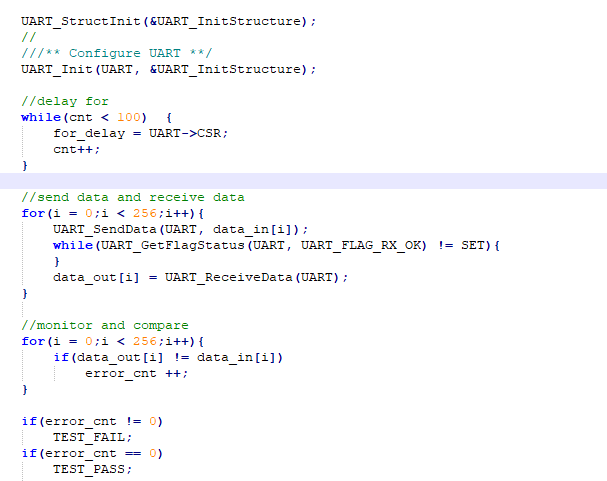 UART_StructInit(&UART_InitStructure);
//
///** Configure UART **/
UART_Init(UART, &UART_InitStructure);
//delay for
while(cnt < 100)  {
for_delay = UART->CSR;
cnt++;
}
//send data and receive data
for(i = 0;i < 256;i++){
UART_SendData(UART, data_in[i]);
while(UART_GetFlagStatus(UART, UART_FLAG_RX_OK) != SET){
}
data_out[i] = UART_ReceiveData(UART);
}
//monitor and compare
for(i = 0;i < 256;i++){
if(data_out[i] != data_in[i])
error_cnt ++;
}
if(error_cnt != 0)
TEST_FAIL;
if(error_cnt == 0)
TEST_PASS;